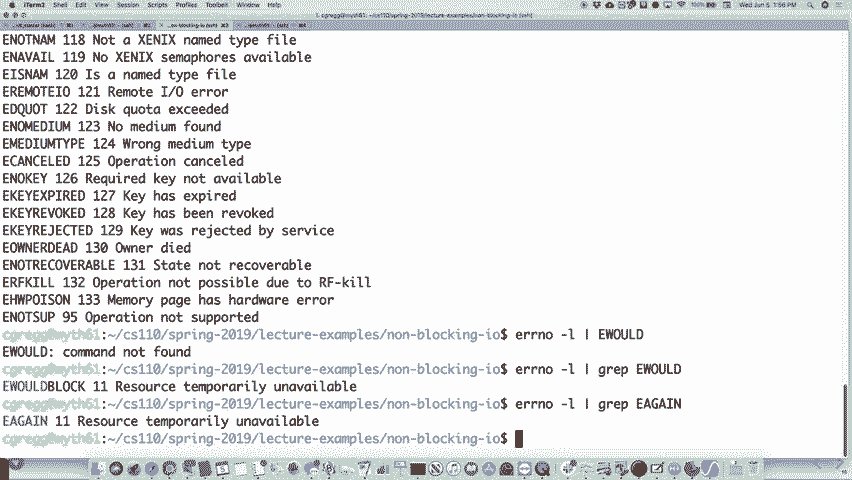 iTerm2 Shell Edit View Session Scripts Profiles Toolbelt Window Help
100%
Wed Jun 5 1:56 PM
1. cgregg@myth61: ~/cs110/spring-2019/lecture-examples/non-blocking-io (ssh)
ENOTNAM 118 Not a XENIX named type file
ENAVAIL 119 No XENIX semaphores available
EISNAM 120 Is a named type file
EREMOTEIO 121 Remote I/O error
EDQUOT 122 Disk quota exceeded
ENOMEDIUM 123 No medium found
EMEDIUMTYPE 124 Wrong medium type
ECANCELED 125 Operation canceled
ENOKEY 126 Required key not available
EKEYEXPIRED 127 Key has expired
EKEYREVOKED 128 Key has been revoked
EKEYREJECTED 129 Key was rejected by service
EOWNERDEAD 130 Owner died
ENOTRECOVERABLE 131 State not recoverable
ERFKILL 132 Operation not possible due to RF-kill
EHWPOISON 133 Memory page has hardware error
ENOTSUP 95 Operation not supported
cgregg@myth61:~/cs110/spring-2019/lecture-examples/non-blocking-io$ errno -l | EWOULD
EWOULD: command not found
cgregg@myth61:~/cs110/spring-2019/lecture-examples/non-blocking-io$ errno -l | grep EWOULD
EWOULDBLOCK 11 Resource temporarily unavailable
cgregg@myth61:~/cs110/spring-2019/lecture-examples/non-blocking-io$ errno -l | grep EAGAIN
EAGAIN 11 Resource temporarily unavailable
cgregg@myth61:~/cs110/spring-2019/lecture-examples/non-blocking-io$